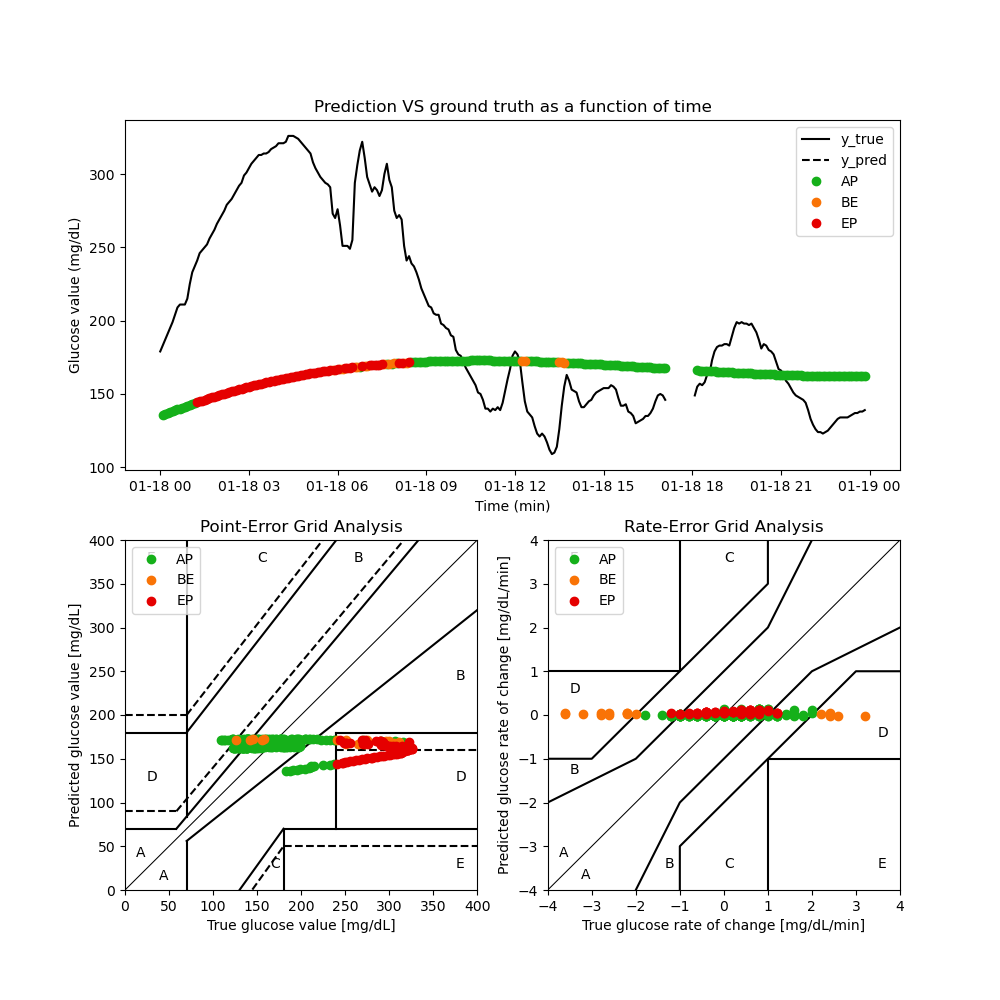 Prediction VS ground truth as a function of time
Glucose value (mg/dL)
300
250
200
150
100
y_true
y_pred
AP
BE
EP
01-18 00 01-18 03 01-18 06 01-18 09 01-18 12 01-18 15 01-18 18 01-18 21 01-19 00
Time (min)
Point-Error Grid Analysis
Predicted glucose value [mg/dL]
400
350
300
250
200
150
100
50
0
AP
BE
EP
C
B
B
D
D
A
A
C
E
0 50 100 150 200 250 300 350 400
True glucose value [mg/dL]
Rate-Error Grid Analysis
Predicted glucose rate of change [mg/dL/min]
4
3
2
1
0
−1
−2
−3
−4
AP
BE
EP
C
D
D
B
A
A
B
C
E
−4 −3 −2 −1 0 1 2 3 4
True glucose rate of change [mg/dL/min]